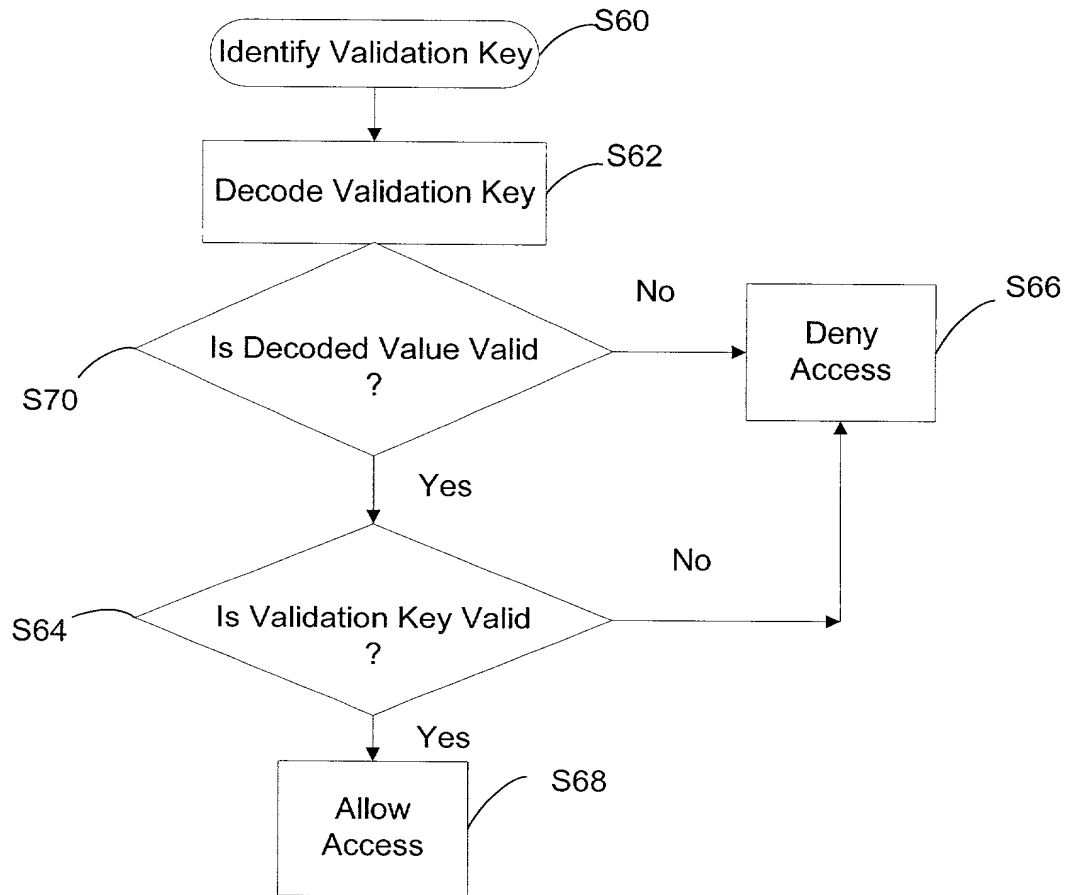 S60
Identify Validation Key
S62
Decode Validation Key
No
S66
Deny
Access
Is Decoded Value Valid
?
S70
Yes
No
Is Validation Key Valid
?
S64
Yes
S68
Allow
Access